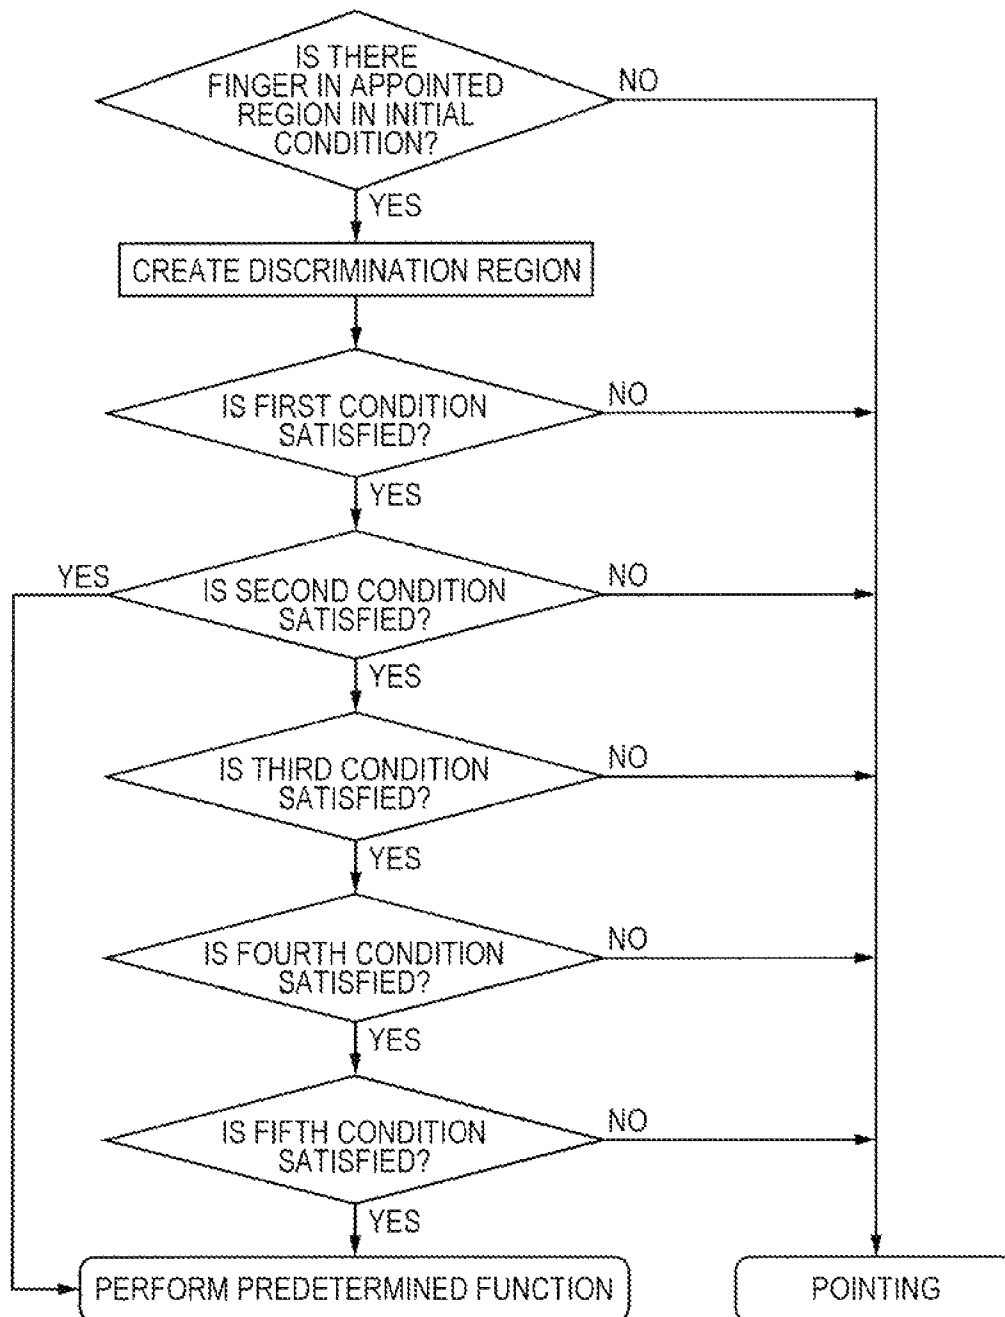 IS THERE
FINGER IN APPOINTED
REGION IN INITIAL
CONDITION?
NO
YES
CREATE DISCRIMINATION REGION
IS FIRST CONDITION
SATISFIED?
NO
YES
YES
IS SECOND CONDITION
SATISFIED?
NO
YES
IS THIRD CONDITION
SATISFIED?
NO
YES
IS FOURTH CONDITION
SATISFIED?
NO
YES
IS FIFTH CONDITION
SATISFIED?
NO
YES
PERFORM PREDETERMINED FUNCTION
POINTING